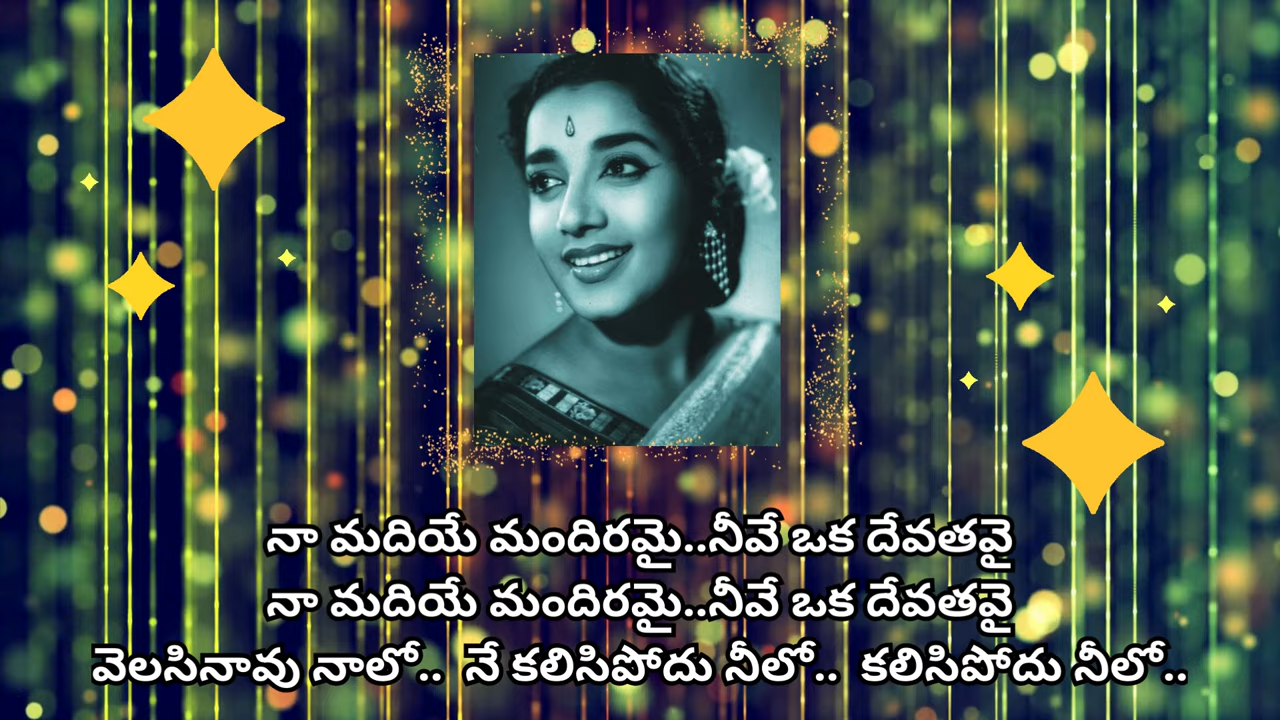 నా మదియే మందిరమై..నీవే ఒక దేవతవై
నా మదియే మందిరమై..నీవే ఒక దేవతవై
వెలసినావు నాలో.. నే కలిసిపోదు నీలో.. కలిసిపోదు నీలో..